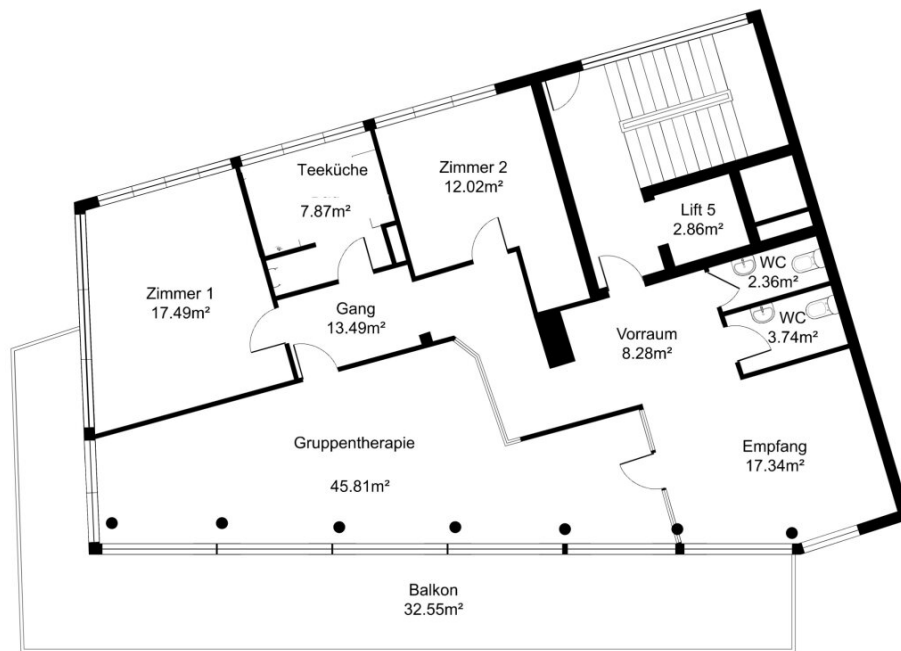 Teeküche
7.87m²
Zimmer 2
12.02m²
Lift 5
2.86m²
WC
2.36m²
Zimmer 1
17.49m²
Gang
13.49m²
Vorraum
8.28m²
WC
3.74m²
Gruppentherapie
45.81m²
Empfang
17.34m²
Balkon
32.55m²